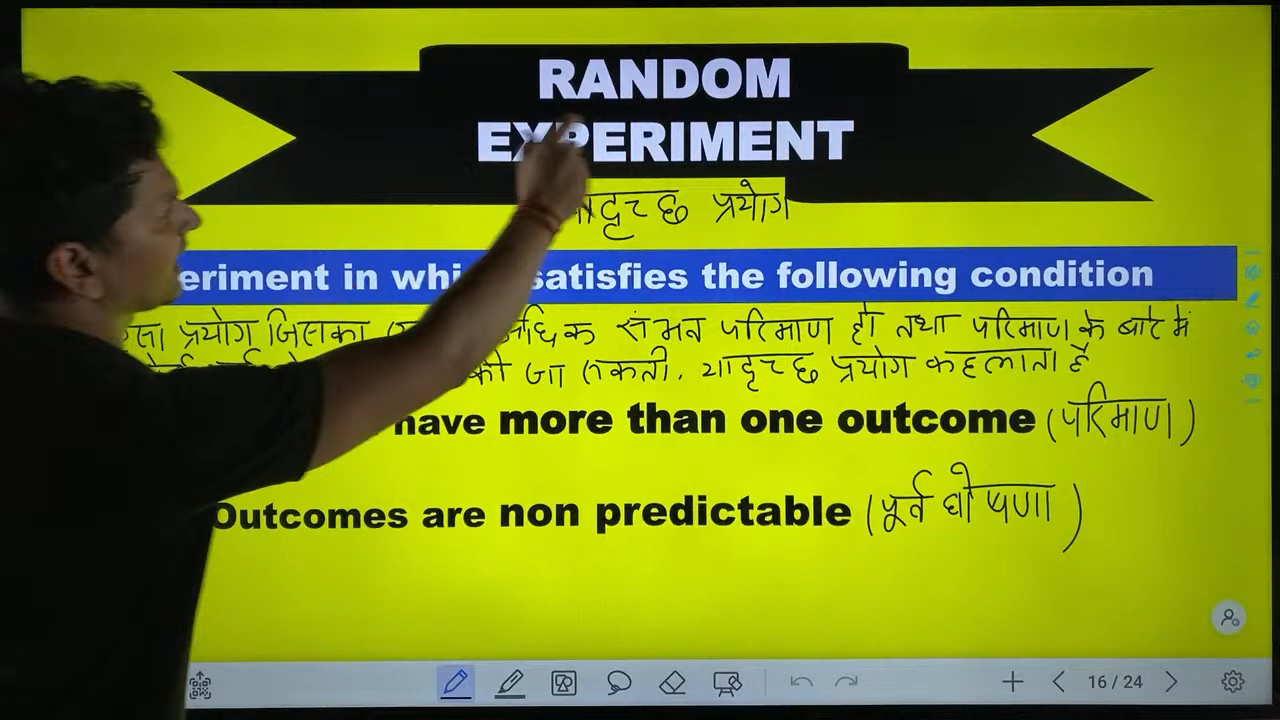 RANDOM
EXPERIMENT
यादृच्छ प्रयोग
periment in whi satisfies the following condition
ऐसा प्रयोग जिसका अधिक संभव परिमाण हो तथा परिमाण के बारे में
की जा सकती, यादृच्छ प्रयोग कहलाता है
have more than one outcome (परिमाण)
Outcomes are non predictable (पूर्व घोषणा)
16/24